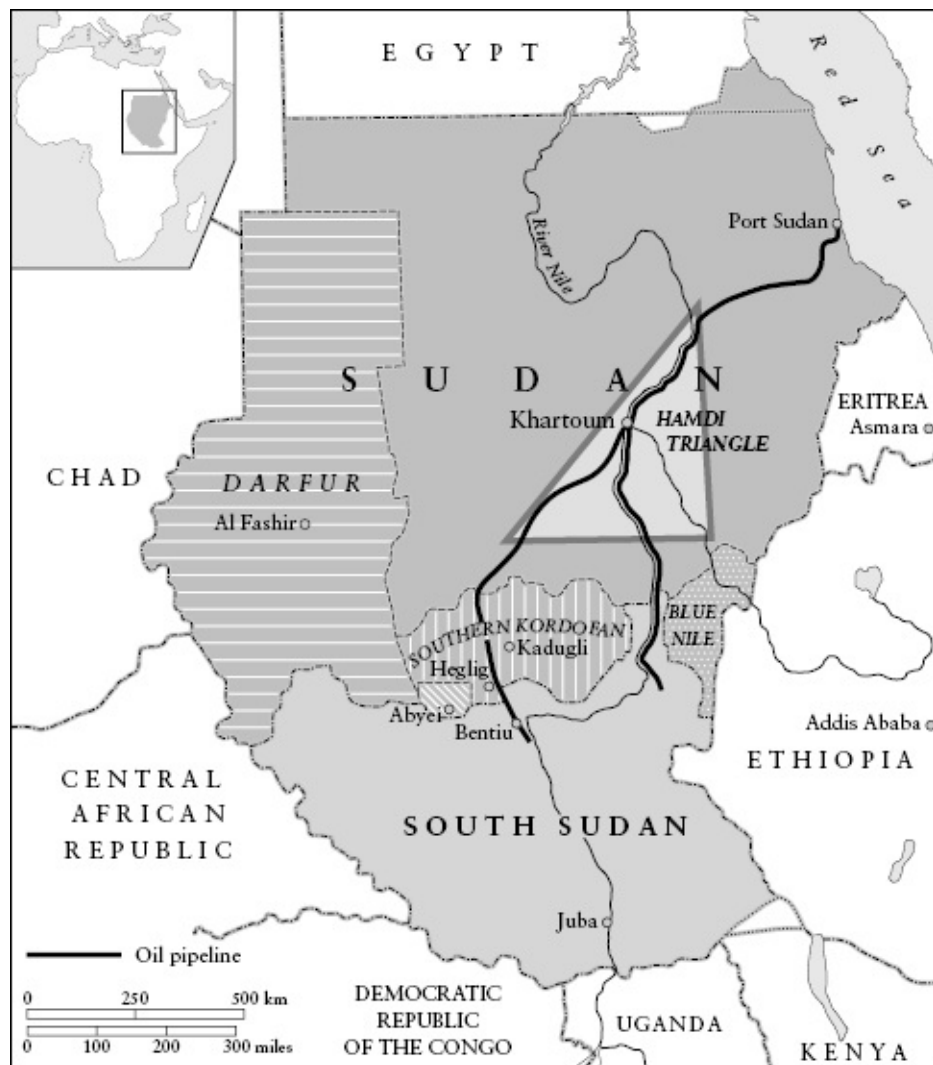 EGYPT
Red Sea
Port Sudan
River Nile
SUDAN
Khartoum
HAMDI
TRIANGLE
ERITREA
Asmara
CHAD
DARFUR
Al Fashir
BLUE
NILE
SOUTHERN KORDOFAN
Kadugli
Heglig
Abyei
Bentiu
Addis Ababa
ETHIOPIA
CENTRAL
AFRICAN
REPUBLIC
SOUTH SUDAN
Juba
Oil pipeline
0 250 500 km
0 100 200 300 miles
DEMOCRATIC
REPUBLIC
OF THE CONGO
UGANDA
KENYA